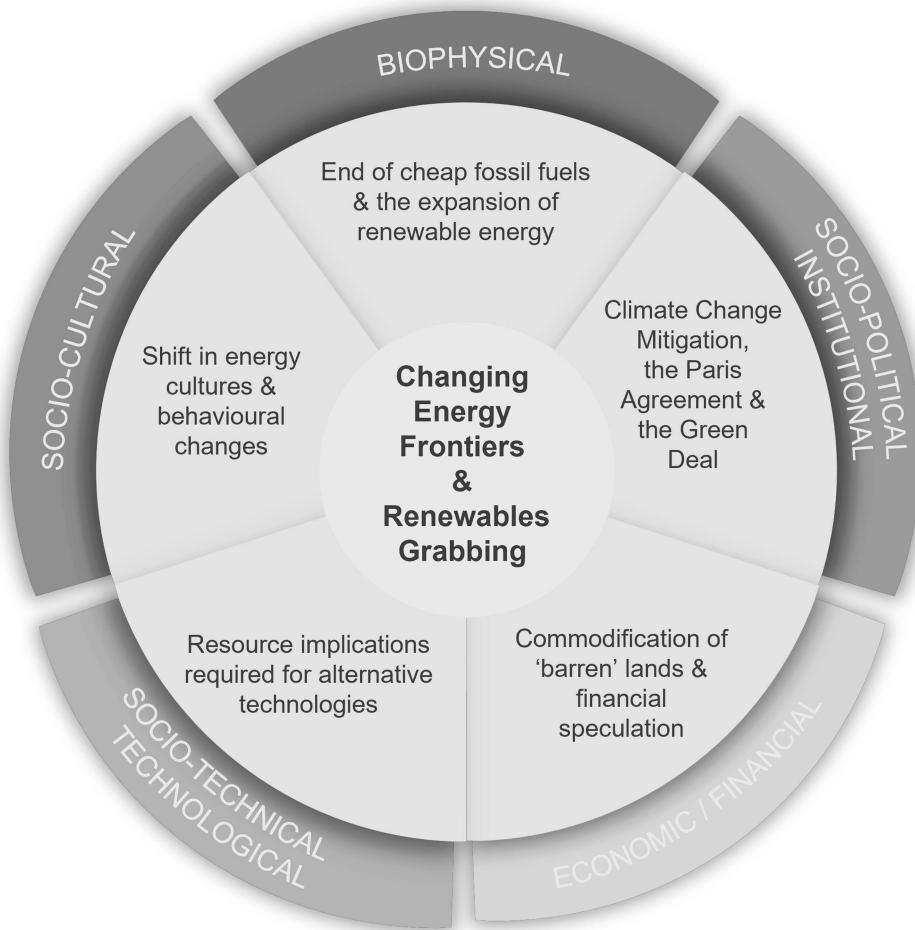 BIOPHYSICAL
End of cheap fossil fuels
& the expansion of
renewable energy
SOCIO-POLITICAL
INSTITUTIONAL
Climate Change
Mitigation,
the Paris
Agreement &
the Green
Deal
ECONOMIC / FINANCIAL
Commodification of
‘barren’ lands &
financial
speculation
SOCIO-TECHNICAL
TECHNOLOGICAL
Resource implications
required for alternative
technologies
SOCIO-CULTURAL
Shift in energy
cultures &
behavioural
changes
Changing
Energy
Frontiers
&
Renewables
Grabbing